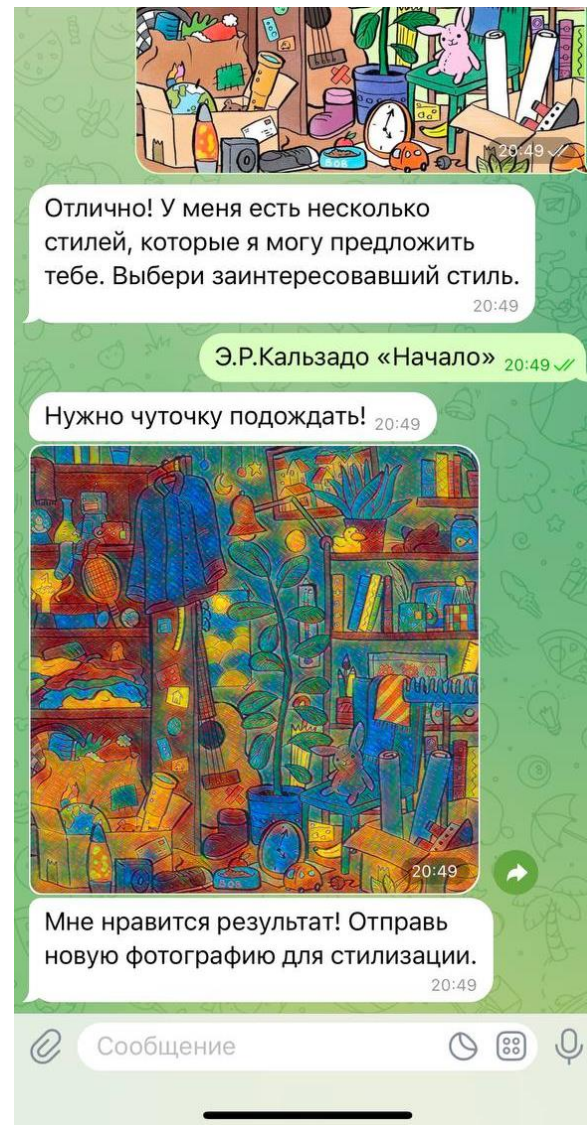 BOB
20:49
Отлично! У меня есть несколько
стилей, которые я могу предложить
тебе. Выбери заинтересовавший стиль.
20:49
Э.Р.Кальзадо «Начало» 20:49
Нужно чуточку подождать! 20:49
BOB
20:49
Мне нравится результат! Отправь
новую фотографию для стилизации.
20:49
Сообщение